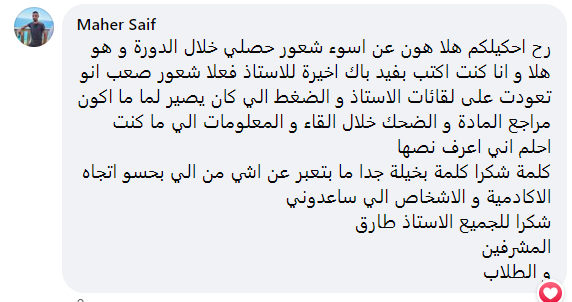 Maher Saif
رح احكيلكم هلا هون عن اسوء شعور حصلي خلال الدورة و هو
هلا و انا كنت اكتب بفيد باك اخيرة للاستاذ فعلا شعور صعب انو
تعودت على لقائات الاستاذ و الضغط الي كان يصير لما ما اكون
مراجع المادة و الضحك خلال القاء و المعلومات الي ما كنت
احلم اني اعرف نصها
كلمة شكرا كلمة بخيلة جدا ما بتعبر عن اشي من الي بحسو اتجاه
الاكادمية و الاشخاص الي ساعدوني
شكرا للجميع الاستاذ طارق
المشرفين
و الطلاب